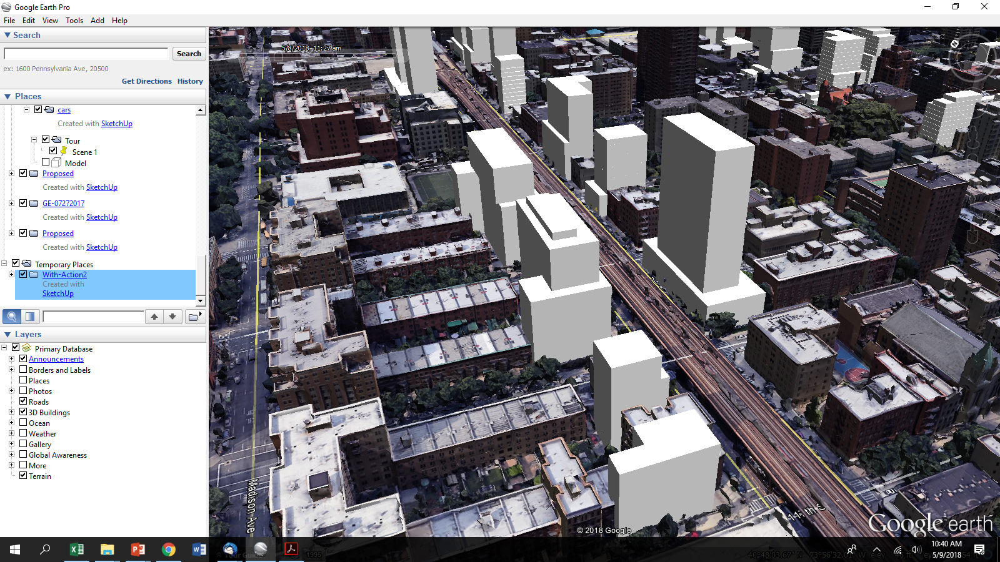 Google Earth Pro
File Edit View Tools Add Help
Search
Search
ex: 1600 Pennsylvania Ave, 20500
Get Directions History
Places
cars
Created with SketchUp
Tour
Scene 1
Model
Proposed
Created with SketchUp
GE-07272017
Created with SketchUp
Proposed
Created with SketchUp
Temporary Places
With-Action2
Created with
SketchUp
Layers
Primary Database
Announcements
Borders and Labels
Places
Photos
Roads
3D Buildings
Ocean
Weather
Gallery
Global Awareness
More
Terrain
5/8/2018 11:27 am
Madison Ave
© 2018 Google
Google earth
Tour Guide
1995
40°48'03.67" N 73°56'32.01" W elev
10:40 AM
5/9/2018